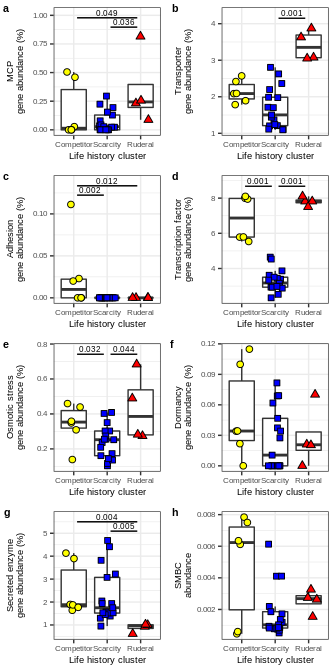 a
0.049
0.036
1.00
0.75
0.50
0.25
0.00
MCP
gene abundance (%)
Competitor Scarcity Ruderal
Life history cluster
b
0.001
4
3
2
1
Transporter
gene abundance (%)
Competitor Scarcity Ruderal
Life history cluster
c
0.012
0.002
0.10
0.05
0.00
Adhesion
gene abundance (%)
Competitor Scarcity Ruderal
Life history cluster
d
0.001 0.001
8
6
4
Transcription factor
gene abundance (%)
Competitor Scarcity Ruderal
Life history cluster
e
0.032 0.044
0.8
0.6
0.4
0.2
Osmotic stress
gene abundance (%)
Competitor Scarcity Ruderal
Life history cluster
f
0.12
0.09
0.06
0.03
0.00
Dormancy
gene abundance (%)
Competitor Scarcity Ruderal
Life history cluster
g
0.004
0.005
5
4
3
2
1
Secreted enzyme
gene abundance (%)
Competitor Scarcity Ruderal
Life history cluster
h
0.008
0.006
0.004
0.002
SMBC
abundance
Competitor Scarcity Ruderal
Life history cluster